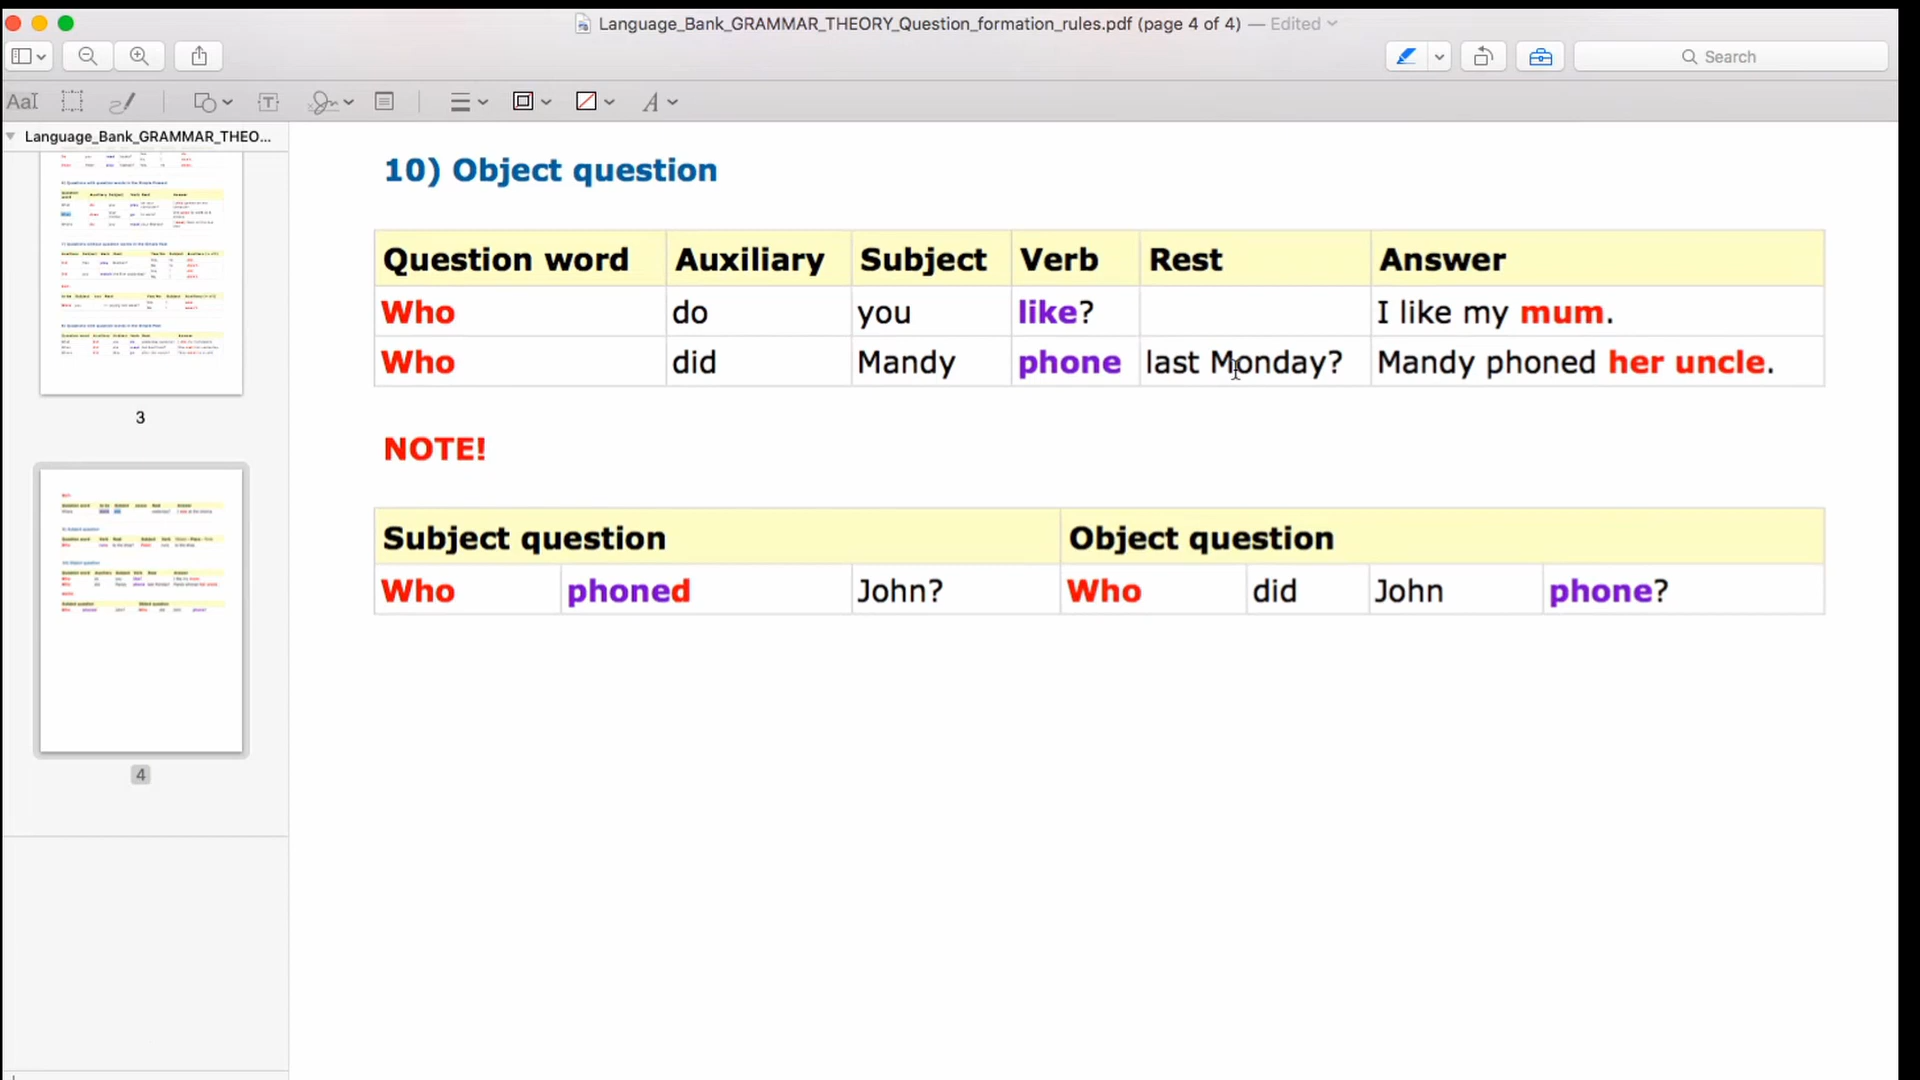 Language_Bank_GRAMMAR_THEORY_Question_formation_rules.pdf (page 4 of 4) — Edited
Search
Language_Bank_GRAMMAR_THEO...
3
4
10) Object question
Question word Auxiliary Subject Verb Rest Answer
Who do you like? I like my mum.
Who did Mandy phone last Monday? Mandy phoned her uncle.
NOTE!
Subject question Object question
Who phoned John? Who did John phone?